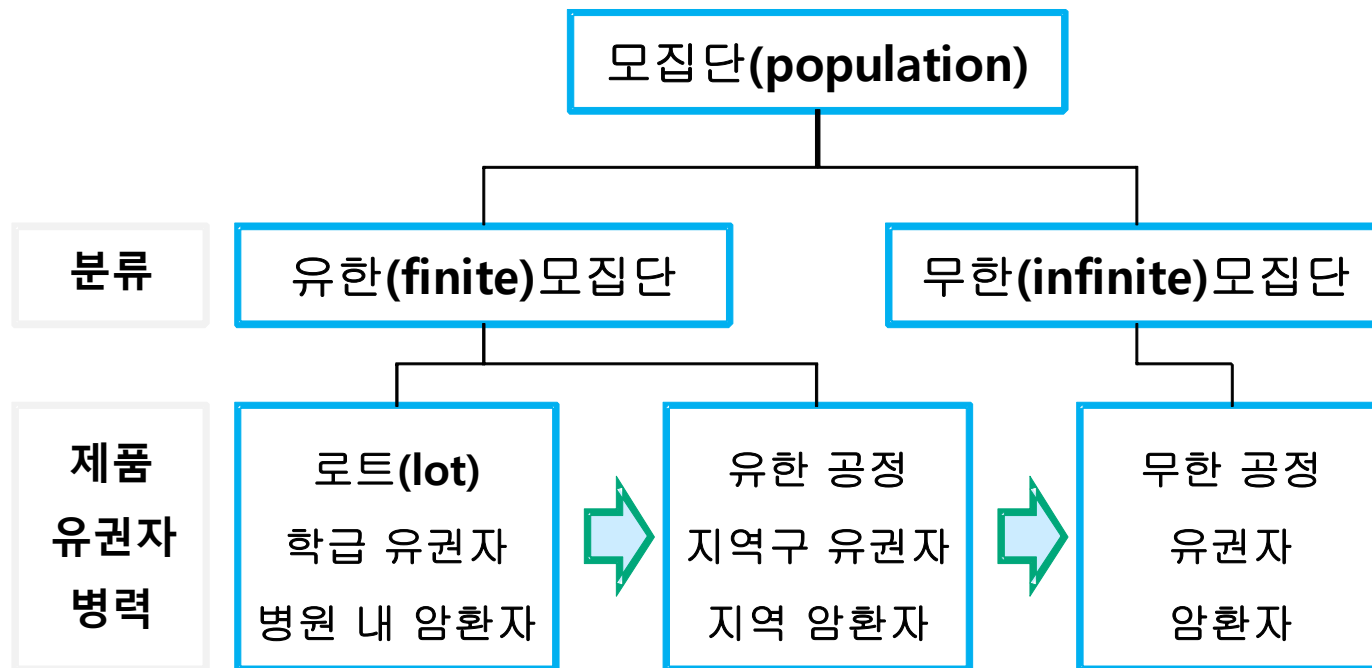 모집단(population)
분류
유한(finite)모집단
무한(infinite)모집단
제품
유권자
병력
로트(lot)
학급 유권자
병원 내 암환자
유한 공정
지역구 유권자
지역 암환자
무한 공정
유권자
암환자